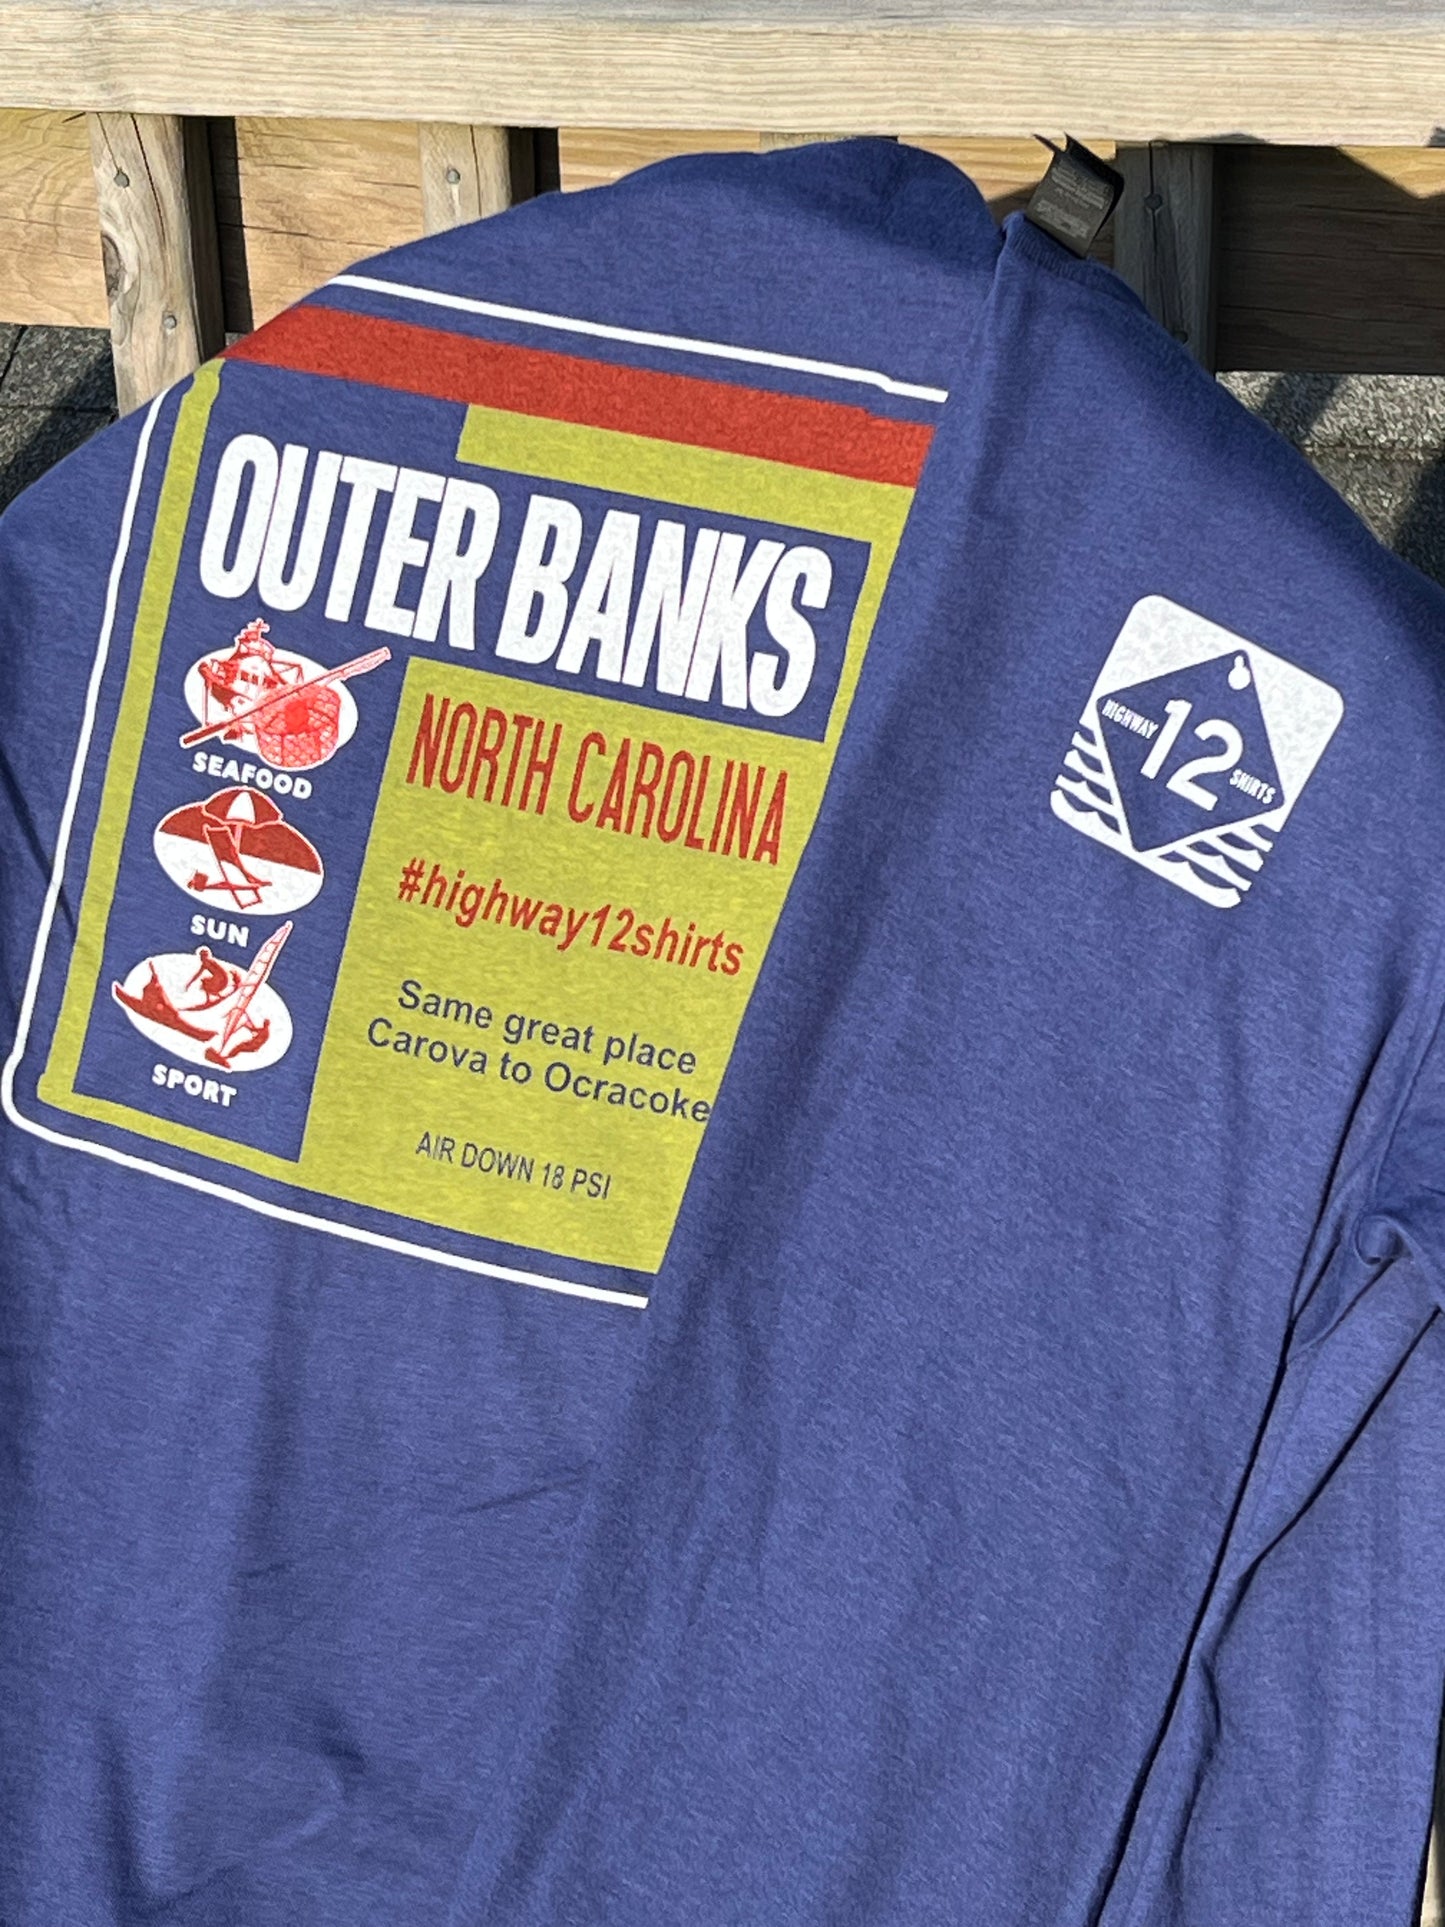 OUTER BANKS
SEAFOOD
SUN
SPORT
NORTH CAROLINA
#highway12shirts
Same great place
Carova to Ocracoke
AIR DOWN 18 PSI
HIGHWAY
12
SHIRTS